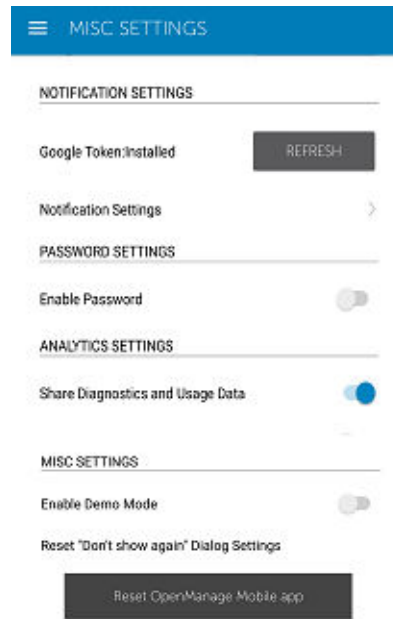 MISC SETTINGS
NOTIFICATION SETTINGS
Google Token:Installed
REFRESH
Notification Settings
PASSWORD SETTINGS
Enable Password
ANALYTICS SETTINGS
Share Diagnostics and Usage Data
MISC SETTINGS
Enable Demo Mode
Reset "Don't show again" Dialog Settings
Reset OpenManage Mobile app